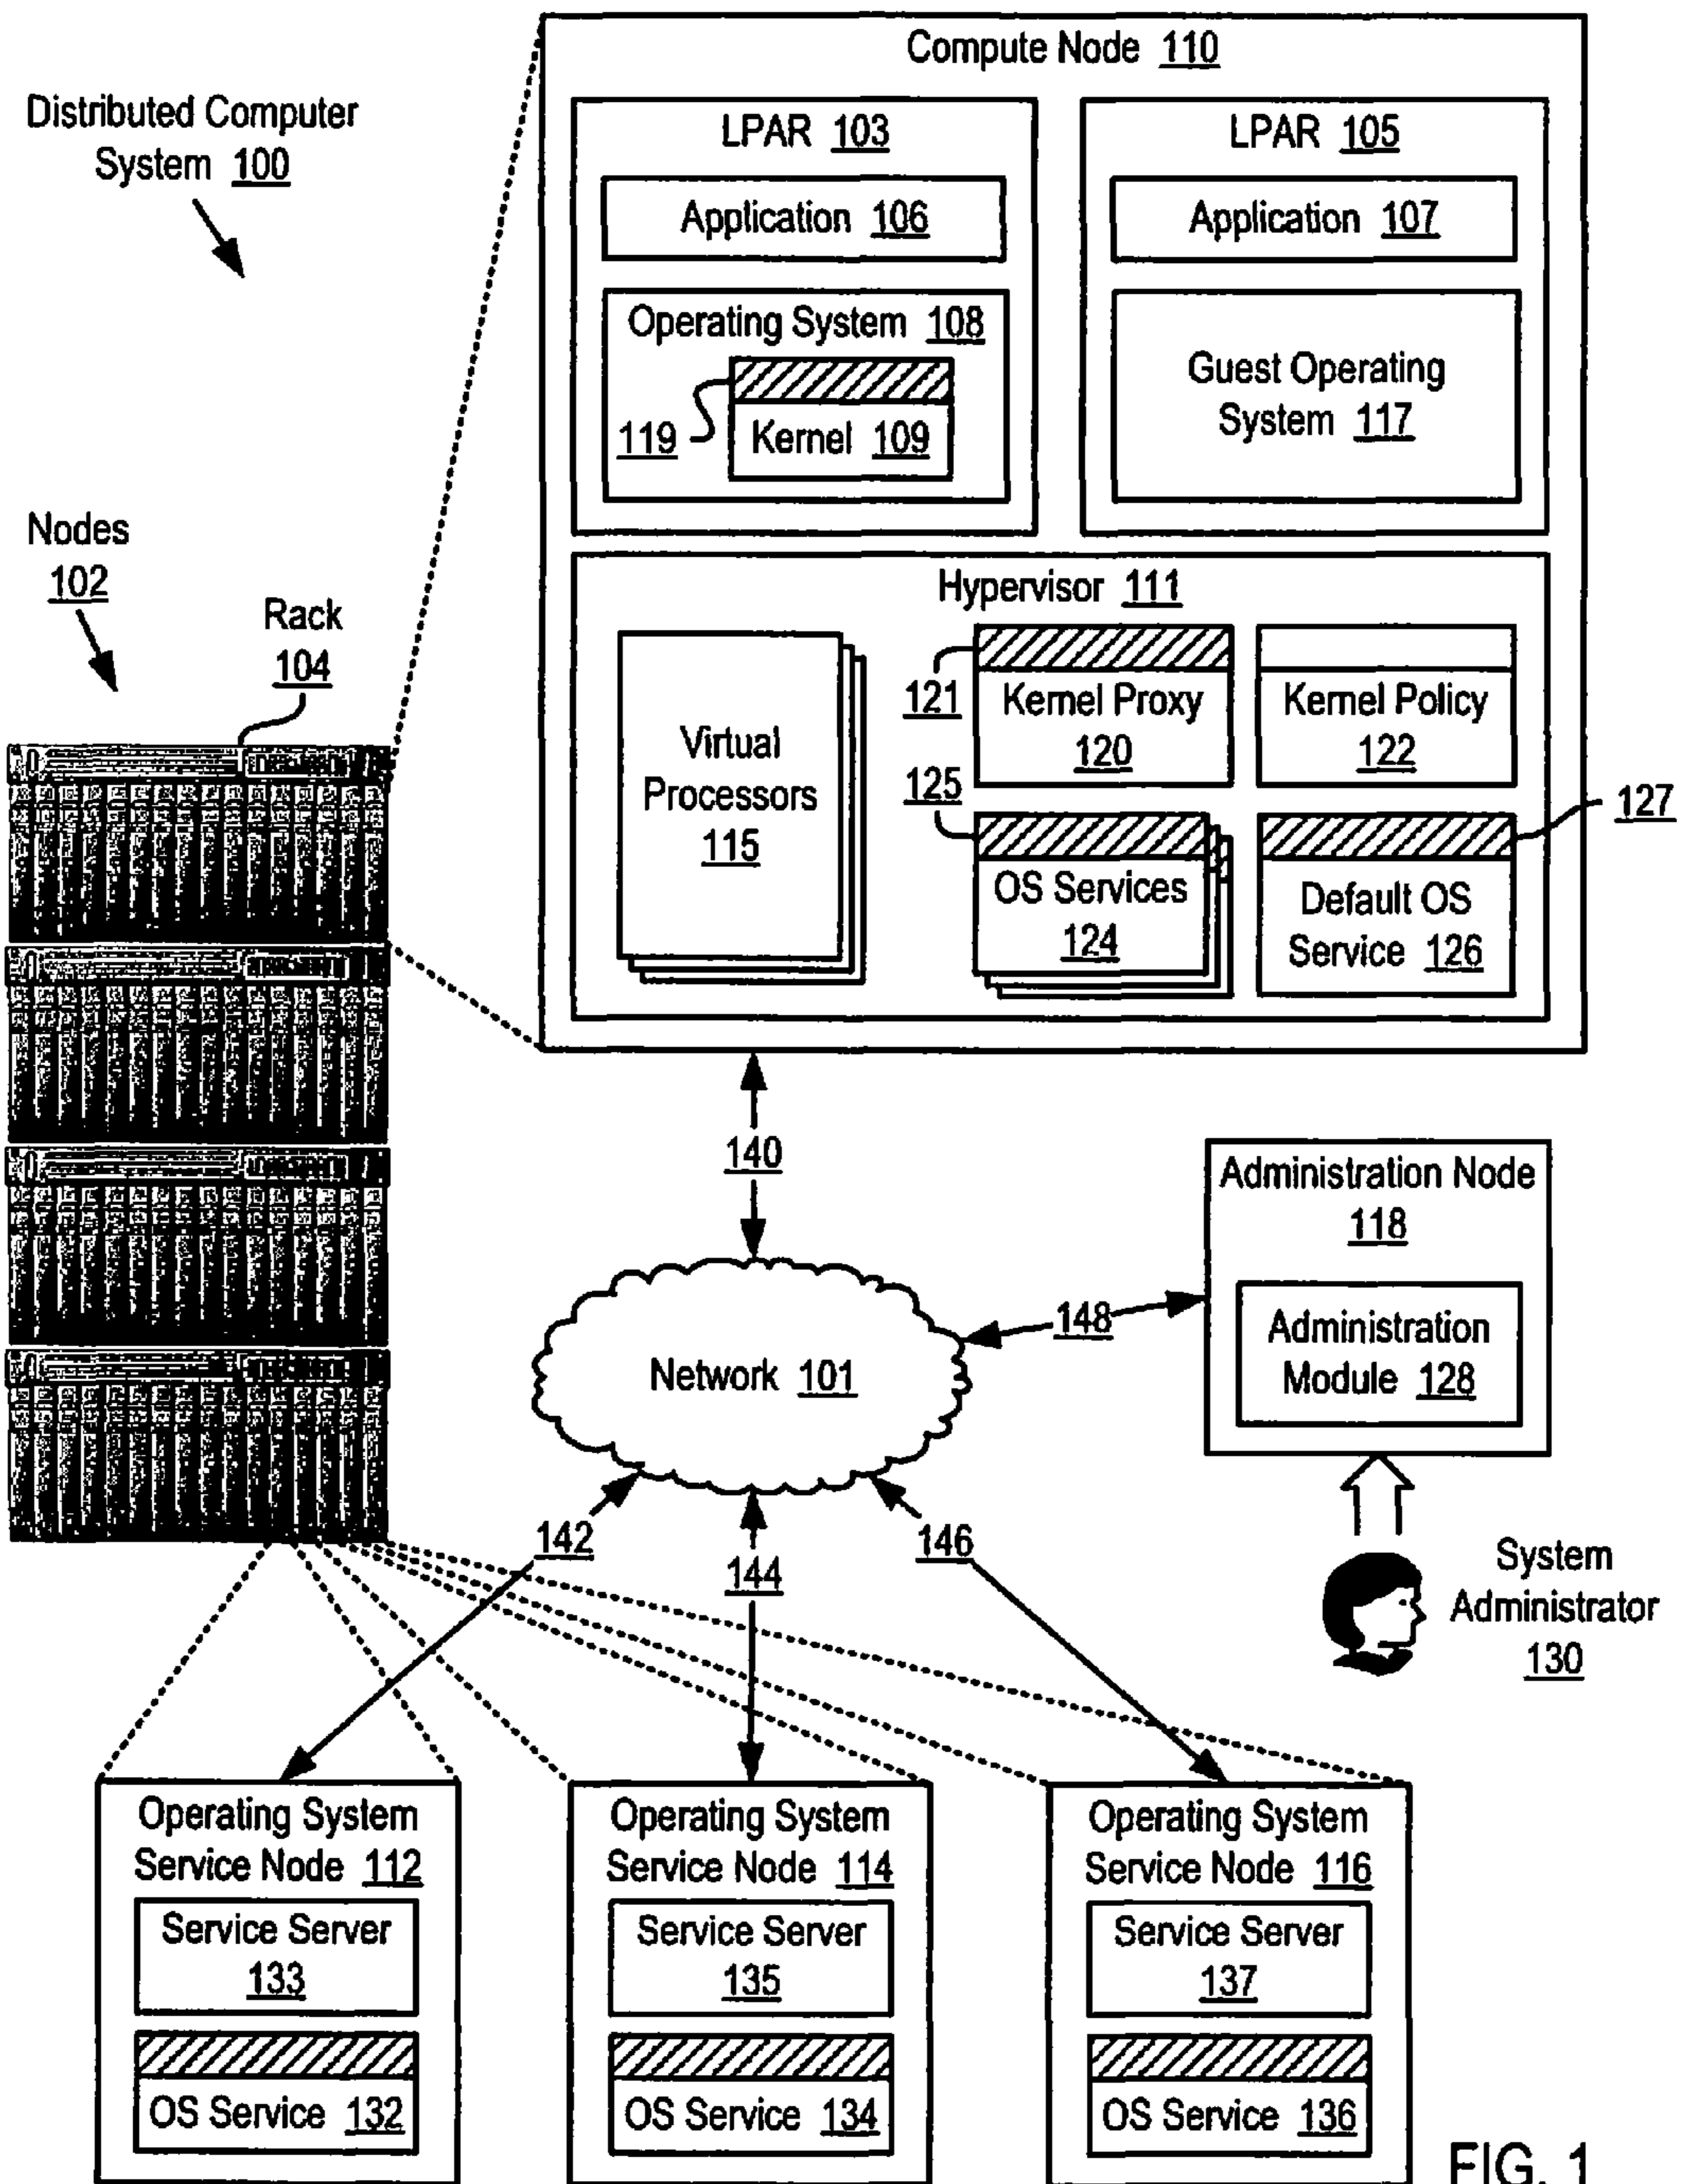 Distributed Computer
System 100
Nodes
102
Rack
104
Compute Node 110
LPAR 103
Application 106
Operating System 108
119
Kernel 109
LPAR 105
Application 107
Guest Operating
System 117
Hypervisor 111
Virtual
Processors
115
121
Kernel Proxy
120
Kernel Policy
122
125
OS Services
124
127
Default OS
Service 126
140
Network 101
148
Administration Node
118
Administration
Module 128
142
144
146
System
Administrator
130
Operating System
Service Node 112
Service Server
133
OS Service 132
Operating System
Service Node 114
Service Server
135
OS Service 134
Operating System
Service Node 116
Service Server
137
OS Service 136
FIG. 1